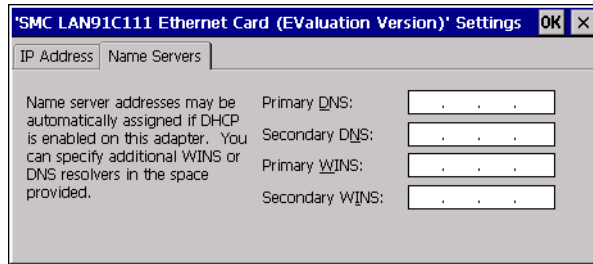 'SMC LAN91C111 Ethernet Card (EValuation Version)' Settings OK ×
IP Address Name Servers
Name server addresses may be
automatically assigned if DHCP
is enabled on this adapter. You
can specify additional WINS or
DNS resolvers in the space
provided.
Primary DNS: . . .
Secondary DNS: . . .
Primary WINS: . . .
Secondary WINS: . . .